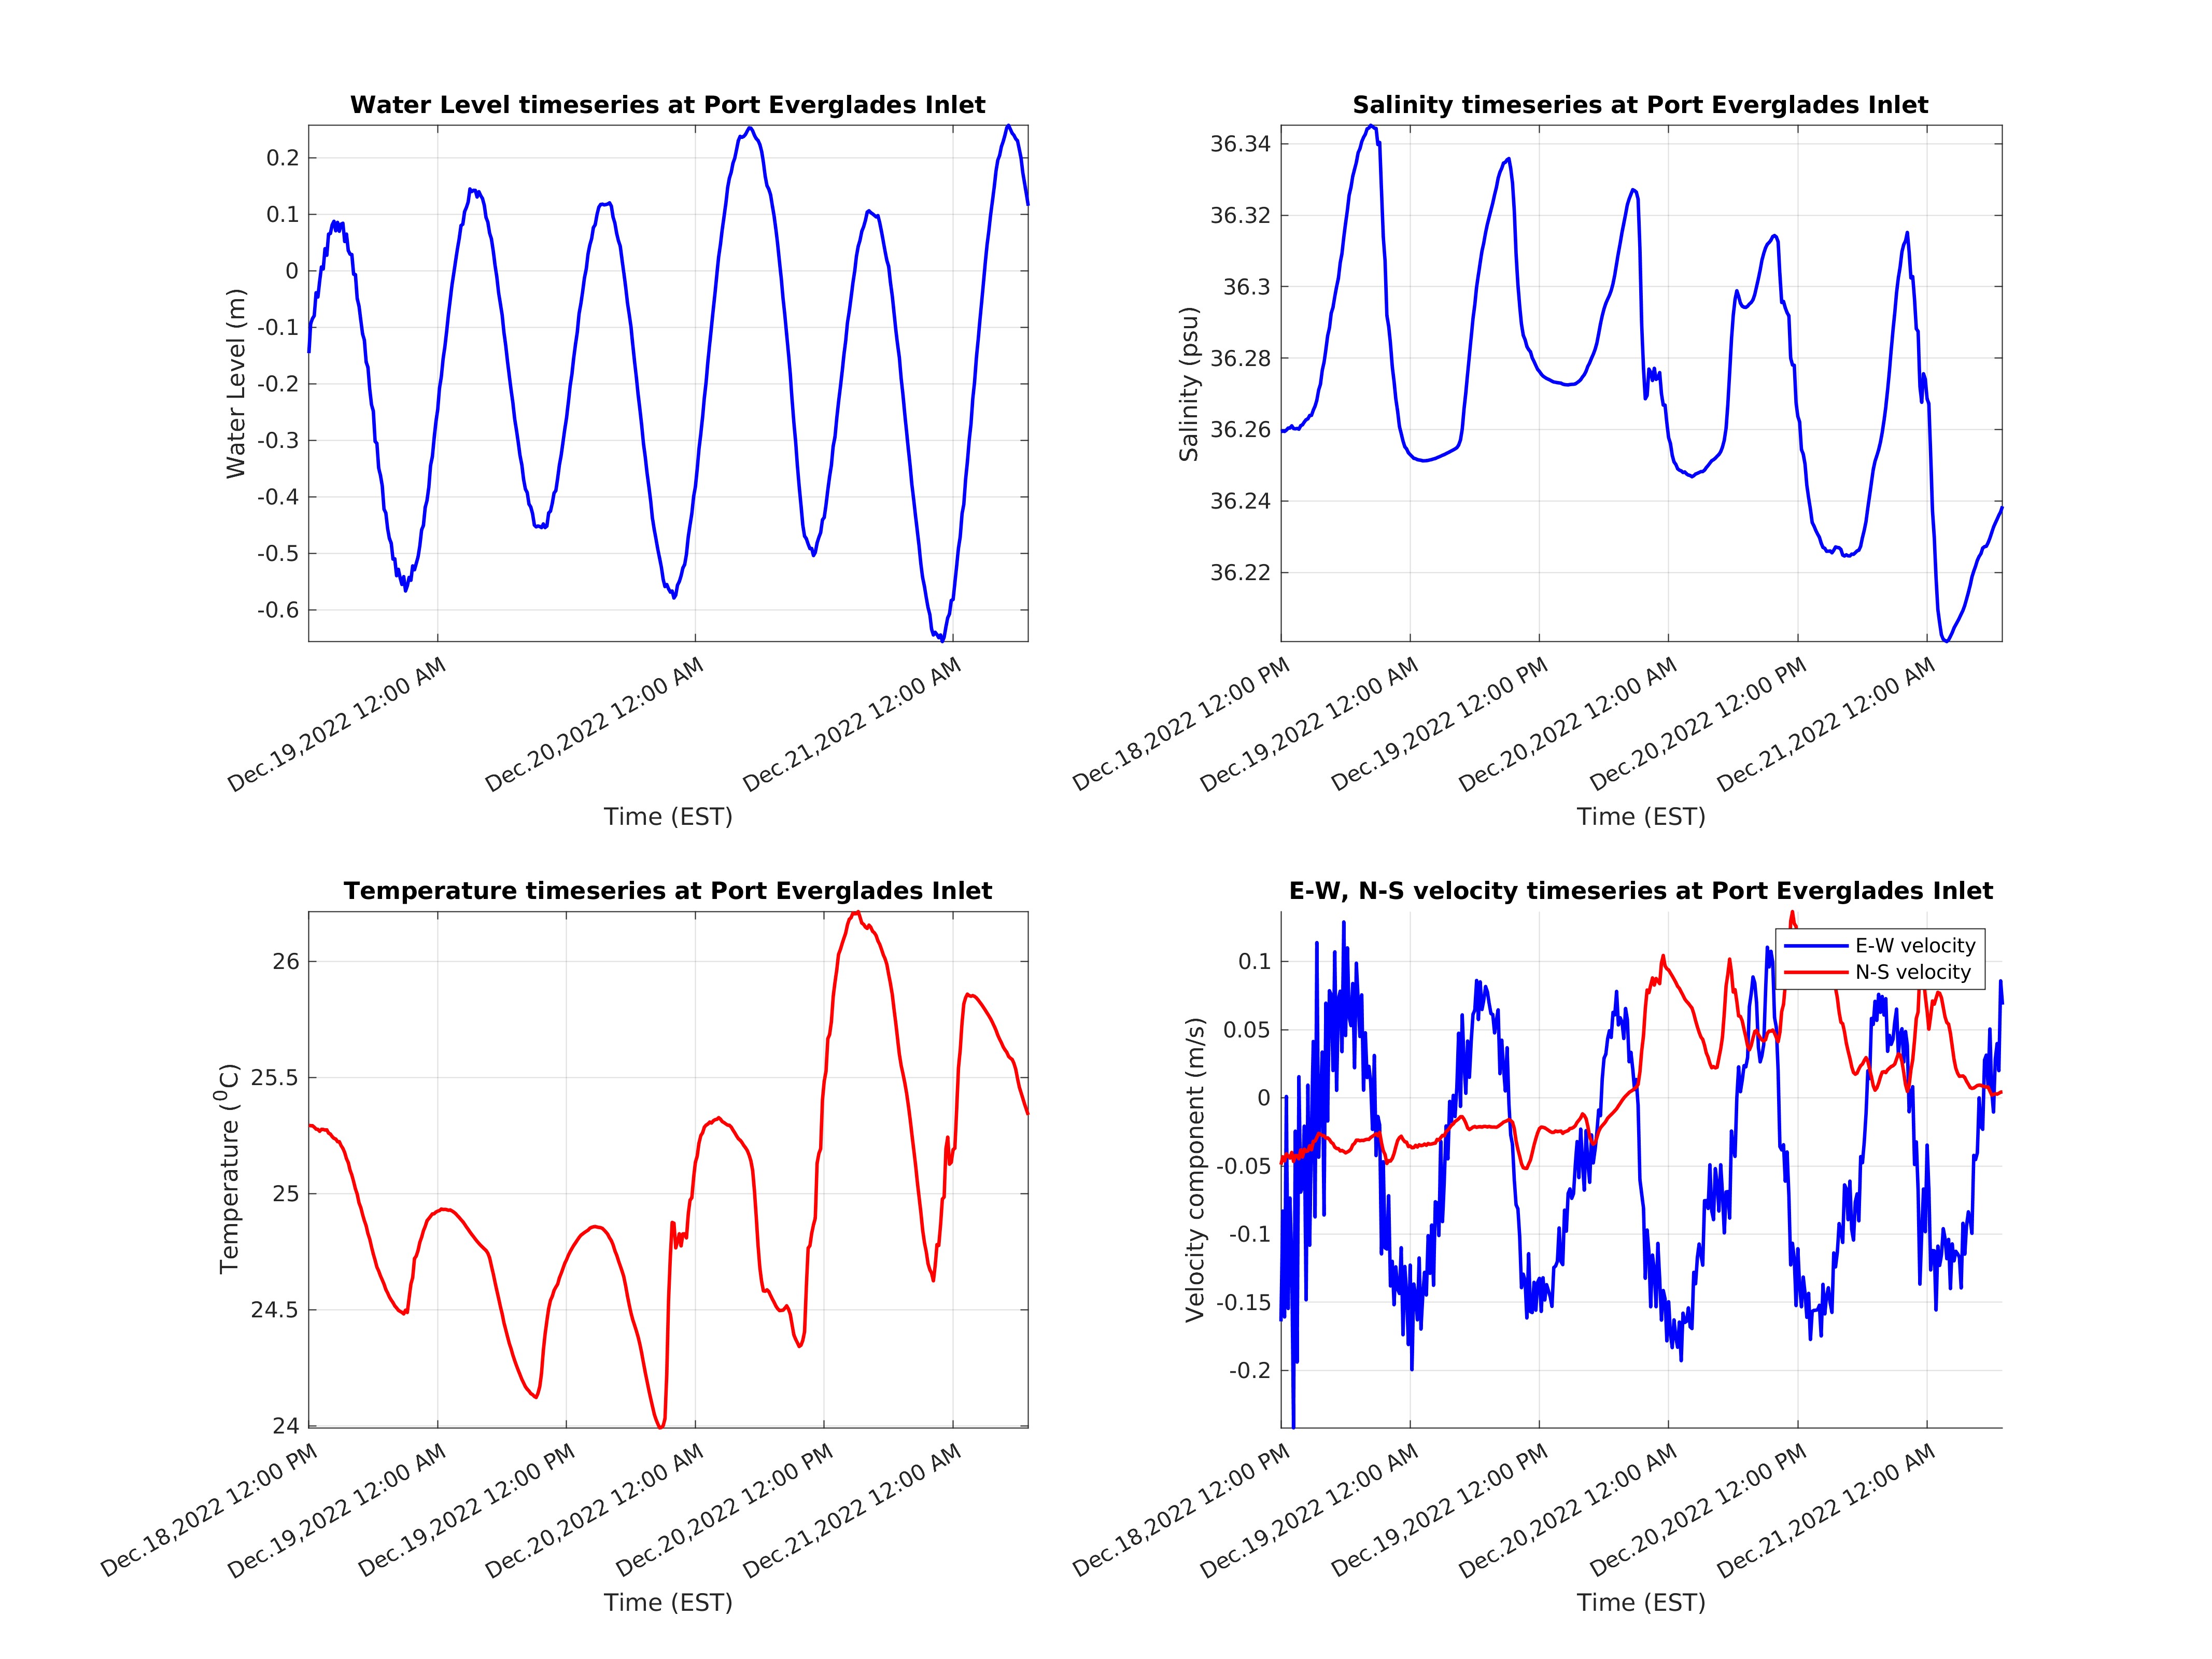 Water Level timeseries at Port Everglades Inlet
0.2
0.1
0
-0.1
-0.2
-0.3
-0.4
-0.5
-0.6
Water Level (m)
Dec.19,2022 12:00 AM
Dec.20,2022 12:00 AM
Dec.21,2022 12:00 AM
Time (EST)
Salinity timeseries at Port Everglades Inlet
36.34
36.32
36.3
36.28
36.26
36.24
36.22
Salinity (psu)
Dec.18,2022 12:00 PM
Dec.19,2022 12:00 AM
Dec.19,2022 12:00 PM
Dec.20,2022 12:00 AM
Dec.20,2022 12:00 PM
Dec.21,2022 12:00 AM
Time (EST)
Temperature timeseries at Port Everglades Inlet
26
25.5
25
24.5
24
Temperature (⁰C)
Dec.18,2022 12:00 PM
Dec.19,2022 12:00 AM
Dec.19,2022 12:00 PM
Dec.20,2022 12:00 AM
Dec.20,2022 12:00 PM
Dec.21,2022 12:00 AM
Time (EST)
E-W, N-S velocity timeseries at Port Everglades Inlet
E-W velocity
N-S velocity
0.1
0.05
0
-0.05
-0.1
-0.15
-0.2
Velocity component (m/s)
Dec.18,2022 12:00 PM
Dec.19,2022 12:00 AM
Dec.19,2022 12:00 PM
Dec.20,2022 12:00 AM
Dec.20,2022 12:00 PM
Dec.21,2022 12:00 AM
Time (EST)